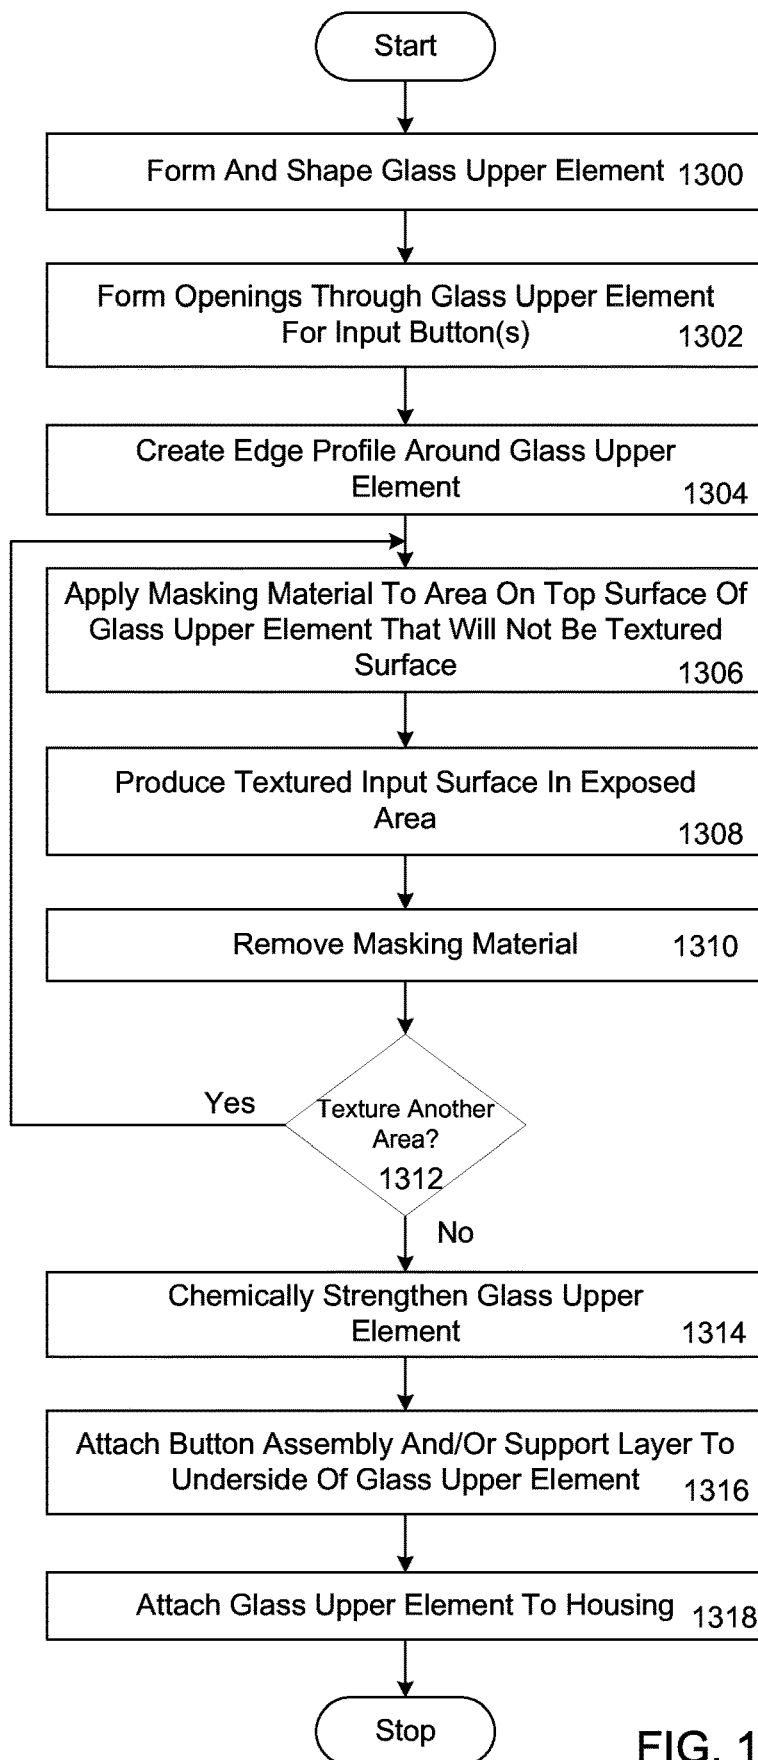 Start
Form And Shape Glass Upper Element 1300
Form Openings Through Glass Upper Element
For Input Button(s)
1302
Create Edge Profile Around Glass Upper
Element
1304
Apply Masking Material To Area On Top Surface Of
Glass Upper Element That Will Not Be Textured
Surface
1306
Produce Textured Input Surface In Exposed
Area
1308
Remove Masking Material 1310
Yes
Texture Another
Area?
1312
No
Chemically Strengthen Glass Upper
Element
1314
Attach Button Assembly And/Or Support Layer To
Underside Of Glass Upper Element
1316
Attach Glass Upper Element To Housing 1318
Stop
FIG. 1